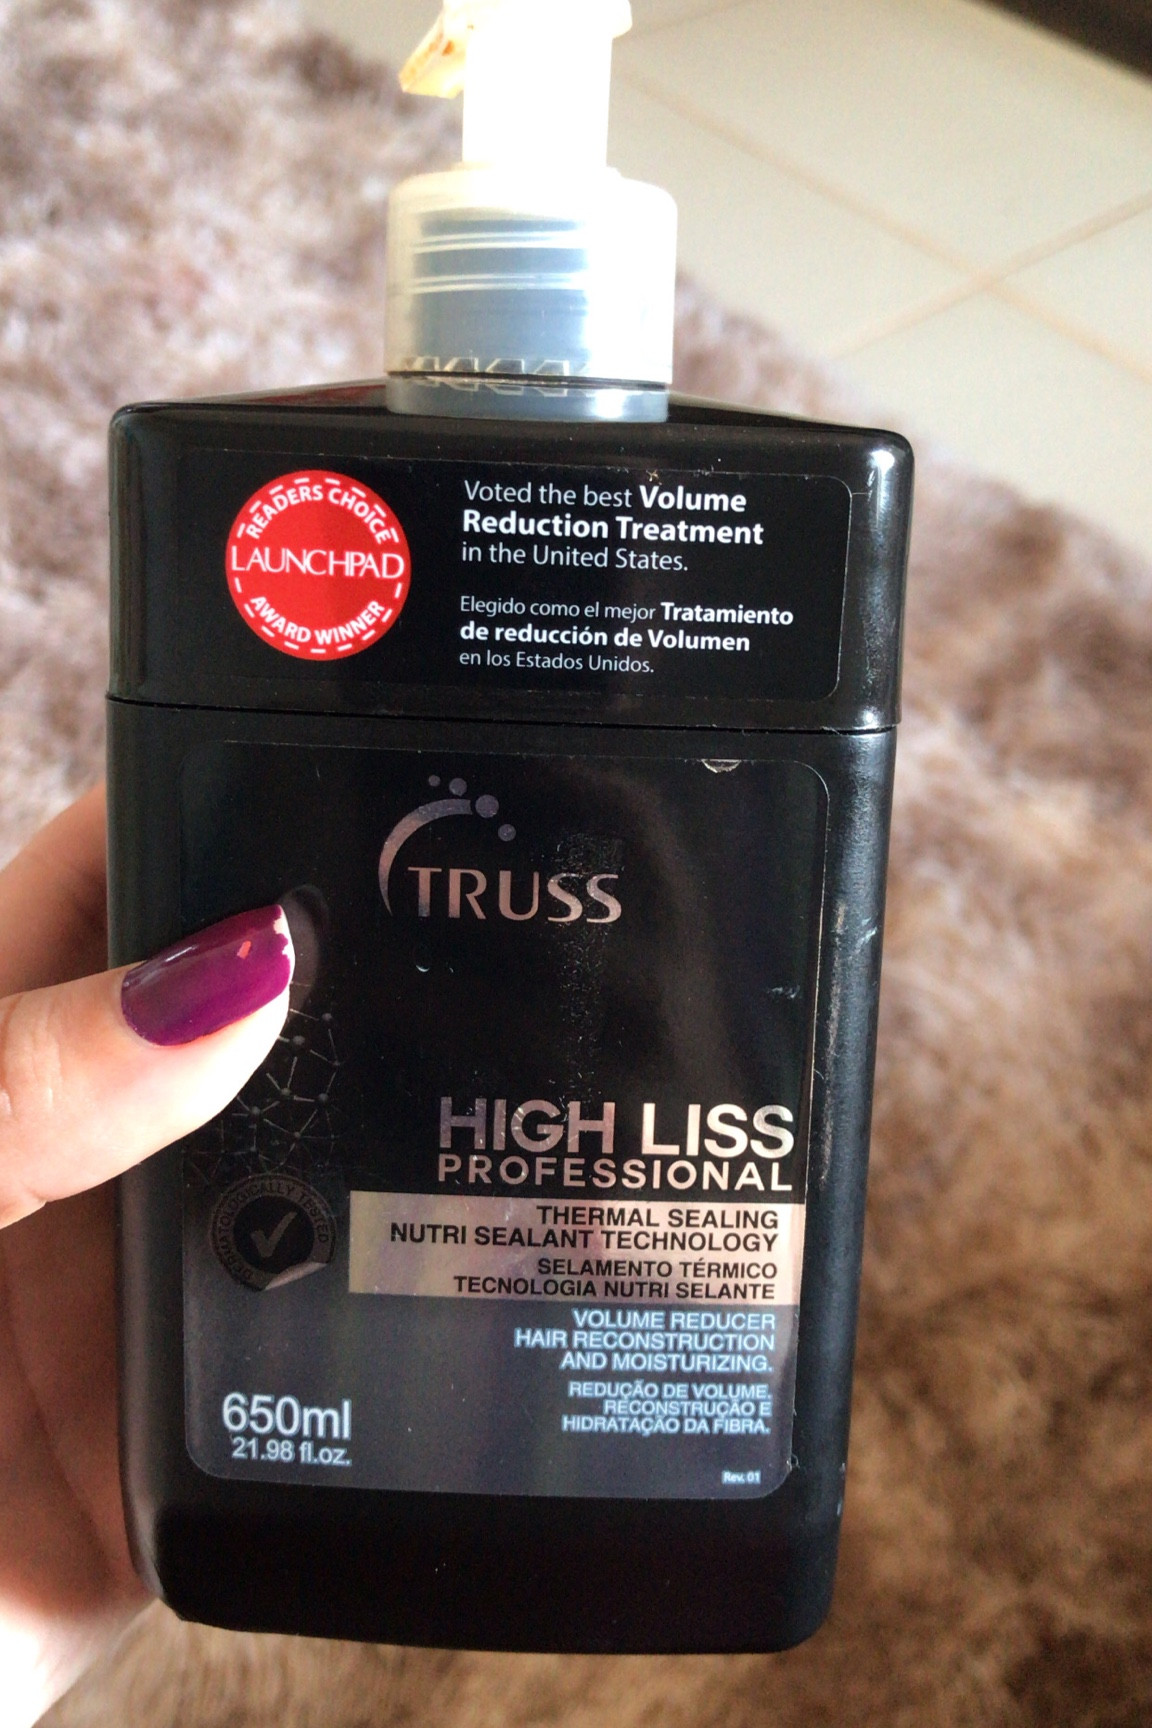 READERS CHOICE
LAUNCHPAD
AWARD WINNER
Voted the best Volume
Reduction Treatment
in the United States.
Elegido como el mejor Tratamiento
de reducción de Volumen
en los Estados Unidos.
TRUSS
HIGH LISS
PROFESSIONAL
THERMAL SEALING
NUTRI SEALANT TECHNOLOGY
SELAMENTO TÉRMICO
TECNOLOGIA NUTRI SELANTE
DERMATOLOGICALLY TESTED
VOLUME REDUCER
HAIR RECONSTRUCTION
AND MOISTURIZING.
REDUÇÃO DE VOLUME.
RECONSTRUÇÃO E
HIDRATAÇÃO DA FIBRA.
650ml
21.98 fl.oz.
Rev. 01